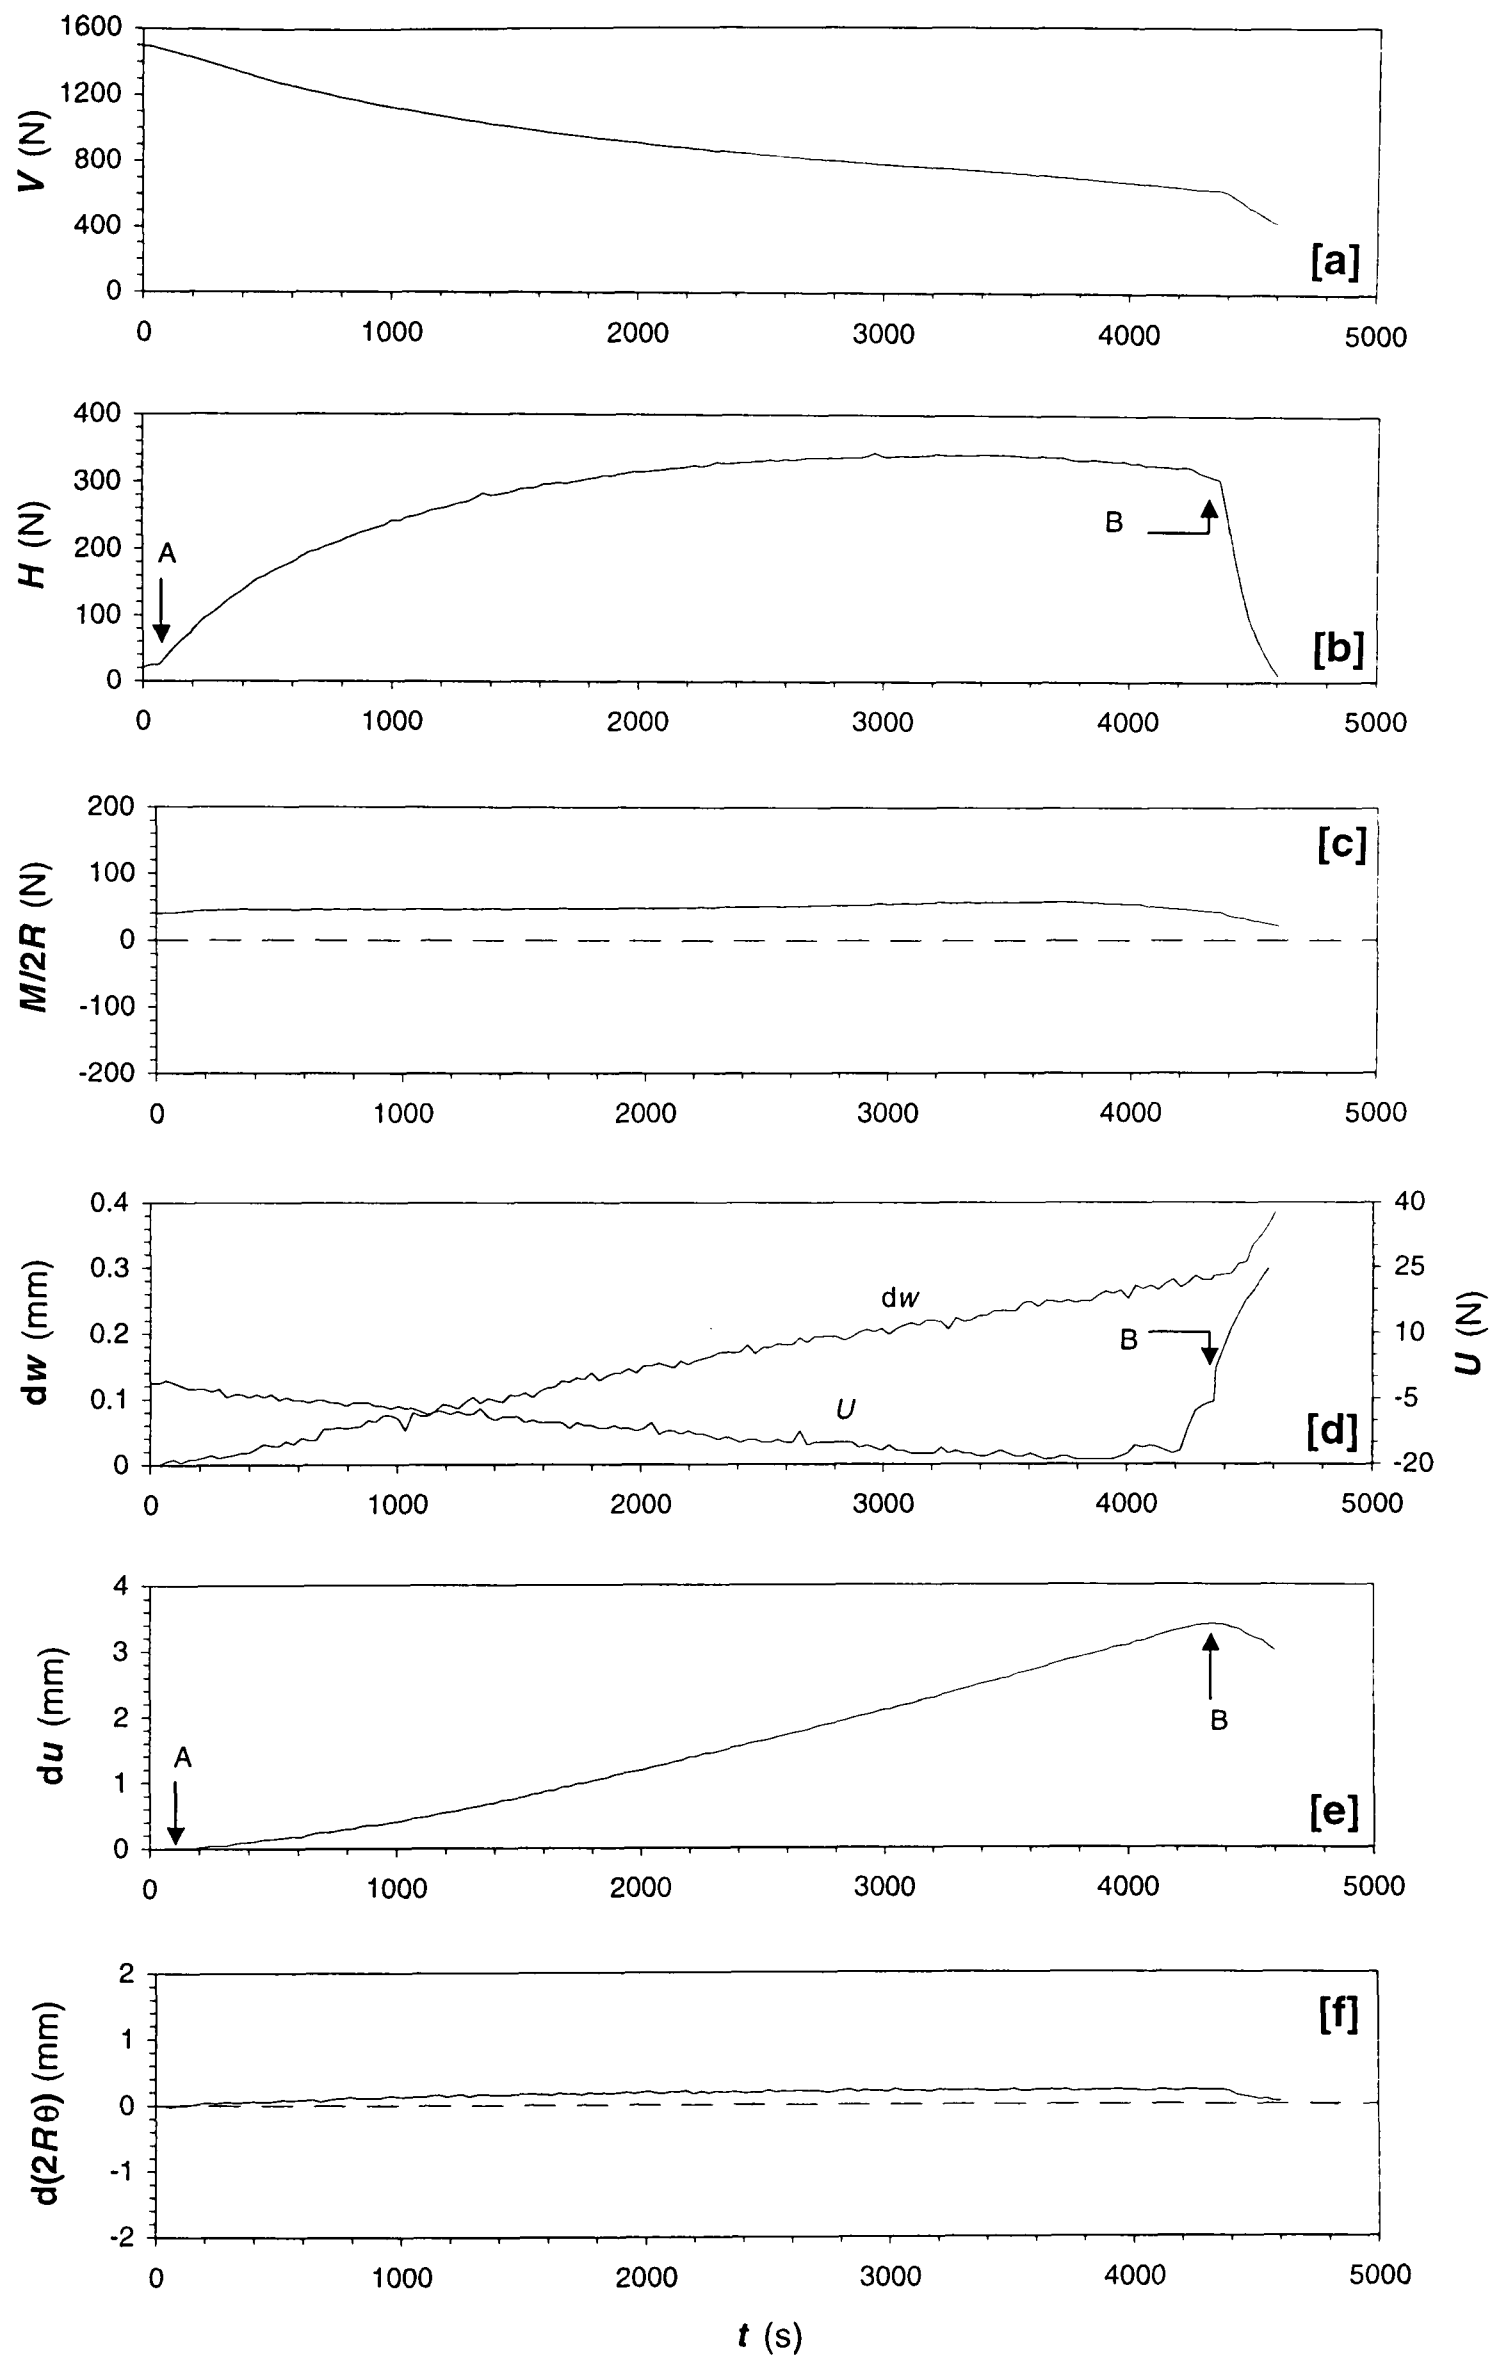 1600
1200
800
400
0
V (N)
[a]
0 1000 2000 3000 4000 5000
400
300
200
100
0
H (N)
A
B
[b]
0 1000 2000 3000 4000 5000
200
100
0
-100
-200
M/2R (N)
[c]
0 1000 2000 3000 4000 5000
0.4
0.3
0.2
0.1
0
dw (mm)
dw
U
B
40
25
10
-5
-20
U (N)
[d]
0 1000 2000 3000 4000 5000
4
3
2
1
0
du (mm)
A
B
[e]
0 1000 2000 3000 4000 5000
2
1
0
-1
-2
d(2Rθ) (mm)
[f]
0 1000 2000 3000 4000 5000
t (s)